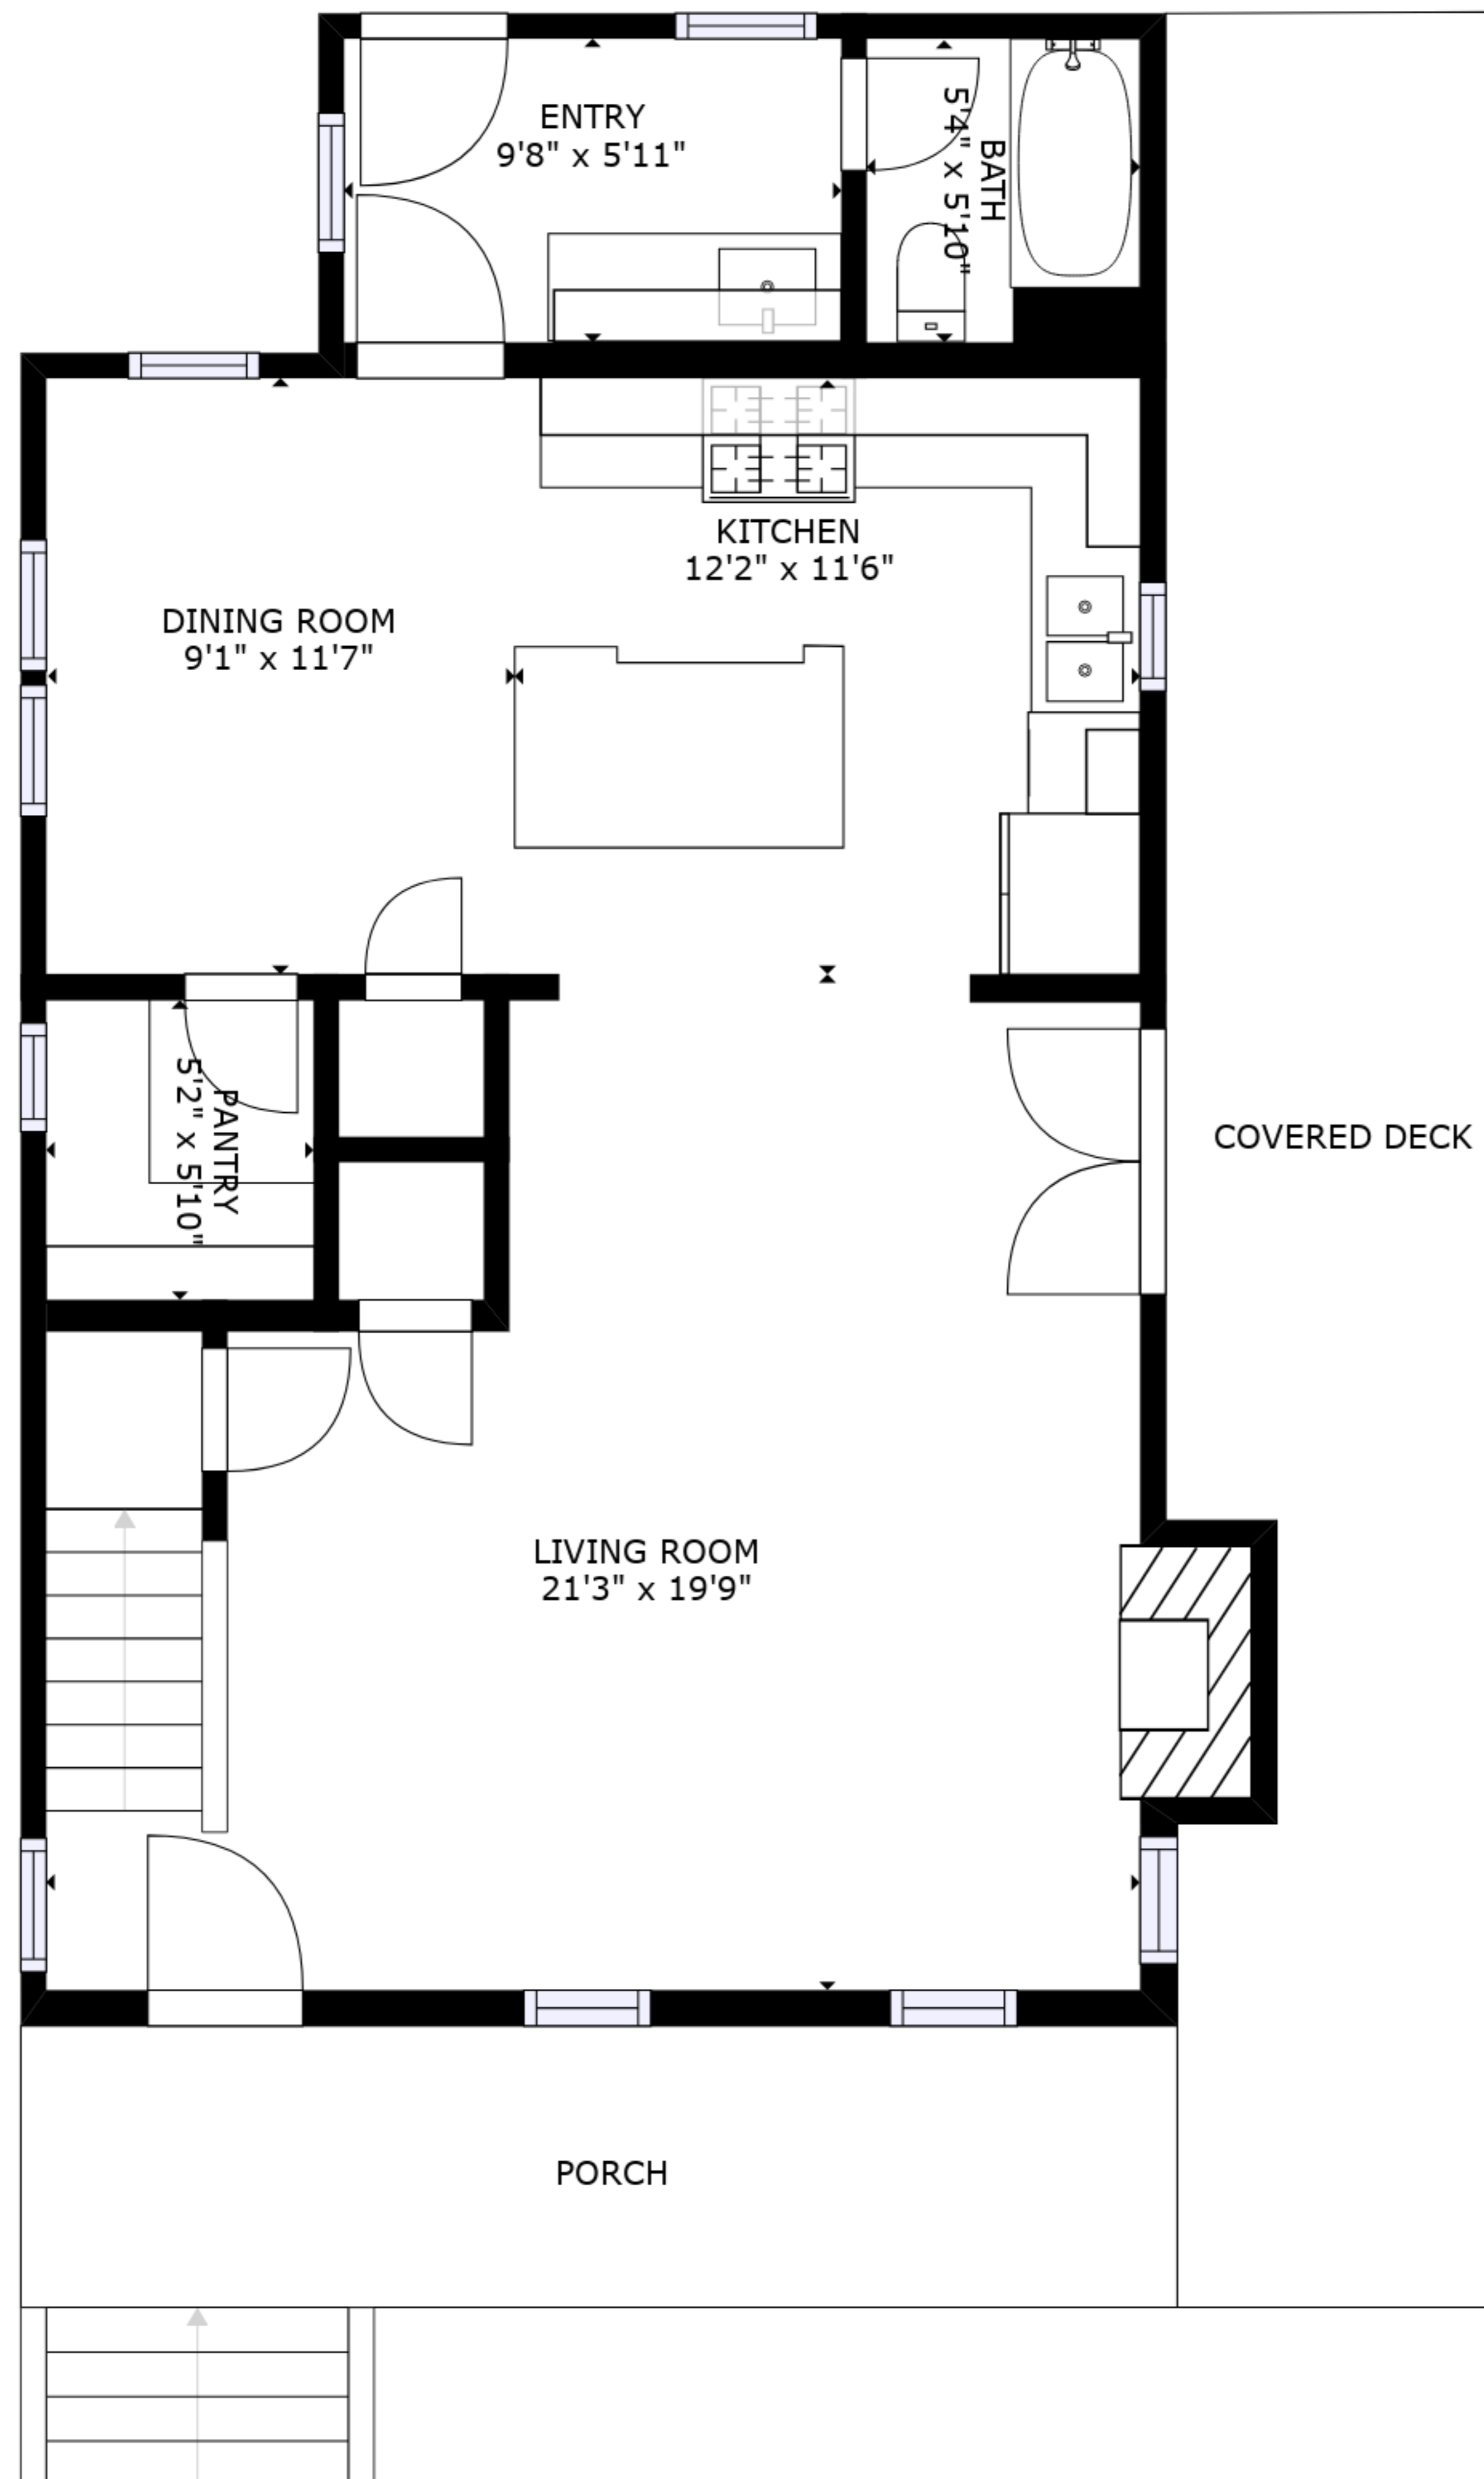 ENTRY
9'8" x 5'11"
BATH
5'4" x 5'10"
KITCHEN
12'2" x 11'6"
DINING ROOM
9'1" x 11'7"
PANTRY
5'2" x 5'10"
COVERED DECK
LIVING ROOM
21'3" x 19'9"
PORCH